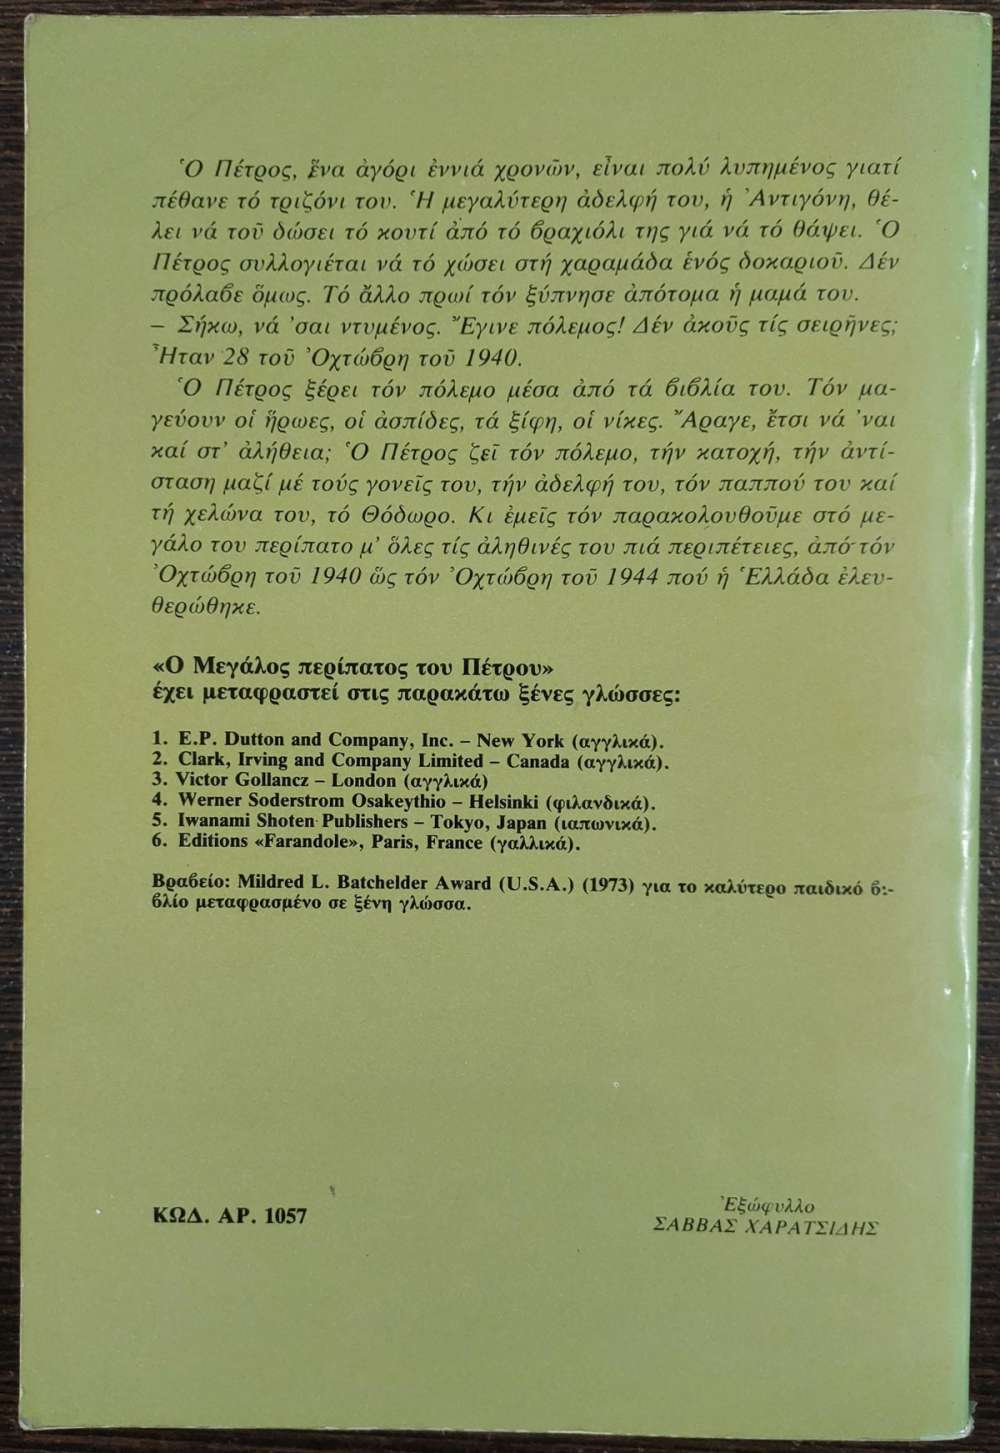 Ὁ Πέτρος, ἕνα ἀγόρι ἐννιά χρονῶν, εἶναι πολύ λυπημένος γιατί
πέθανε τό τριζόνι του. Ἡ μεγαλύτερη ἀδελφή του, ἡ Ἀντιγόνη, θέ-
λει νά τοῦ δώσει τό κουτί ἀπό τό βραχιόλι της γιά νά τό θάψει. Ὁ
Πέτρος συλλογιέται νά τό χώσει στή χαραμάδα ἑνός δοκαριοῦ. Δέν
πρόλαβε ὅμως. Τό ἄλλο πρωί τόν ξύπνησε ἀπότομα ἡ μαμά του.
– Σήκω, νά 'σαι ντυμένος. Ἔγινε πόλεμος! Δέν ἀκοῦς τίς σειρῆνες;
Ἦταν 28 τοῦ Ὀχτώβρη τοῦ 1940.
Ὁ Πέτρος ξέρει τόν πόλεμο μέσα ἀπό τά βιβλία του. Τόν μα-
γεύουν οἱ ἥρωες, οἱ ἀσπίδες, τά ξίφη, οἱ νίκες. Ἄραγε, ἔτσι νά 'ναι
καί στ' ἀλήθεια; Ὁ Πέτρος ζεῖ τόν πόλεμο, τήν κατοχή, τήν ἀντί-
σταση μαζί μέ τούς γονεῖς του, τήν ἀδελφή του, τόν παππού του καί
τή χελώνα του, τό Θόδωρο. Κι ἐμεῖς τόν παρακολουθοῦμε στό με-
γάλο του περίπατο μ' ὅλες τίς ἀληθινές του πιά περιπέτειες, ἀπό τόν
Ὀχτώβρη τοῦ 1940 ὥς τόν Ὀχτώβρη τοῦ 1944 πού ἡ Ἑλλάδα ἐλευ-
θερώθηκε.
«Ο Μεγάλος περίπατος του Πέτρου»
έχει μεταφραστεί στις παρακάτω ξένες γλώσσες:
1. E.P. Dutton and Company, Inc. – New York (αγγλικά).
2. Clark, Irving and Company Limited – Canada (αγγλικά).
3. Victor Gollancz – London (αγγλικά)
4. Werner Soderstrom Osakeythio – Helsinki (φιλανδικά).
5. Iwanami Shoten Publishers – Tokyo, Japan (ιαπωνικά).
6. Editions «Farandole», Paris, France (γαλλικά).
Βραβείο: Mildred L. Batchelder Award (U.S.A.) (1973) για το καλύτερο παιδικό βι-
βλίο μεταφρασμένο σε ξένη γλώσσα.
ΚΩΔ. ΑΡ. 1057
Ἐξώφυλλο
ΣΑΒΒΑΣ ΧΑΡΑΤΣΙΔΗΣ